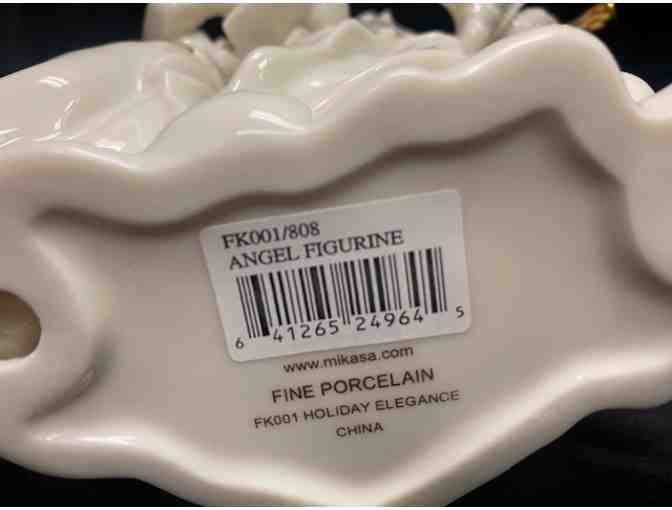 FK001/808
ANGEL FIGURINE
6 41265 24964 5
www.mikasa.com
FINE PORCELAIN
FK001 HOLIDAY ELEGANCE
CHINA